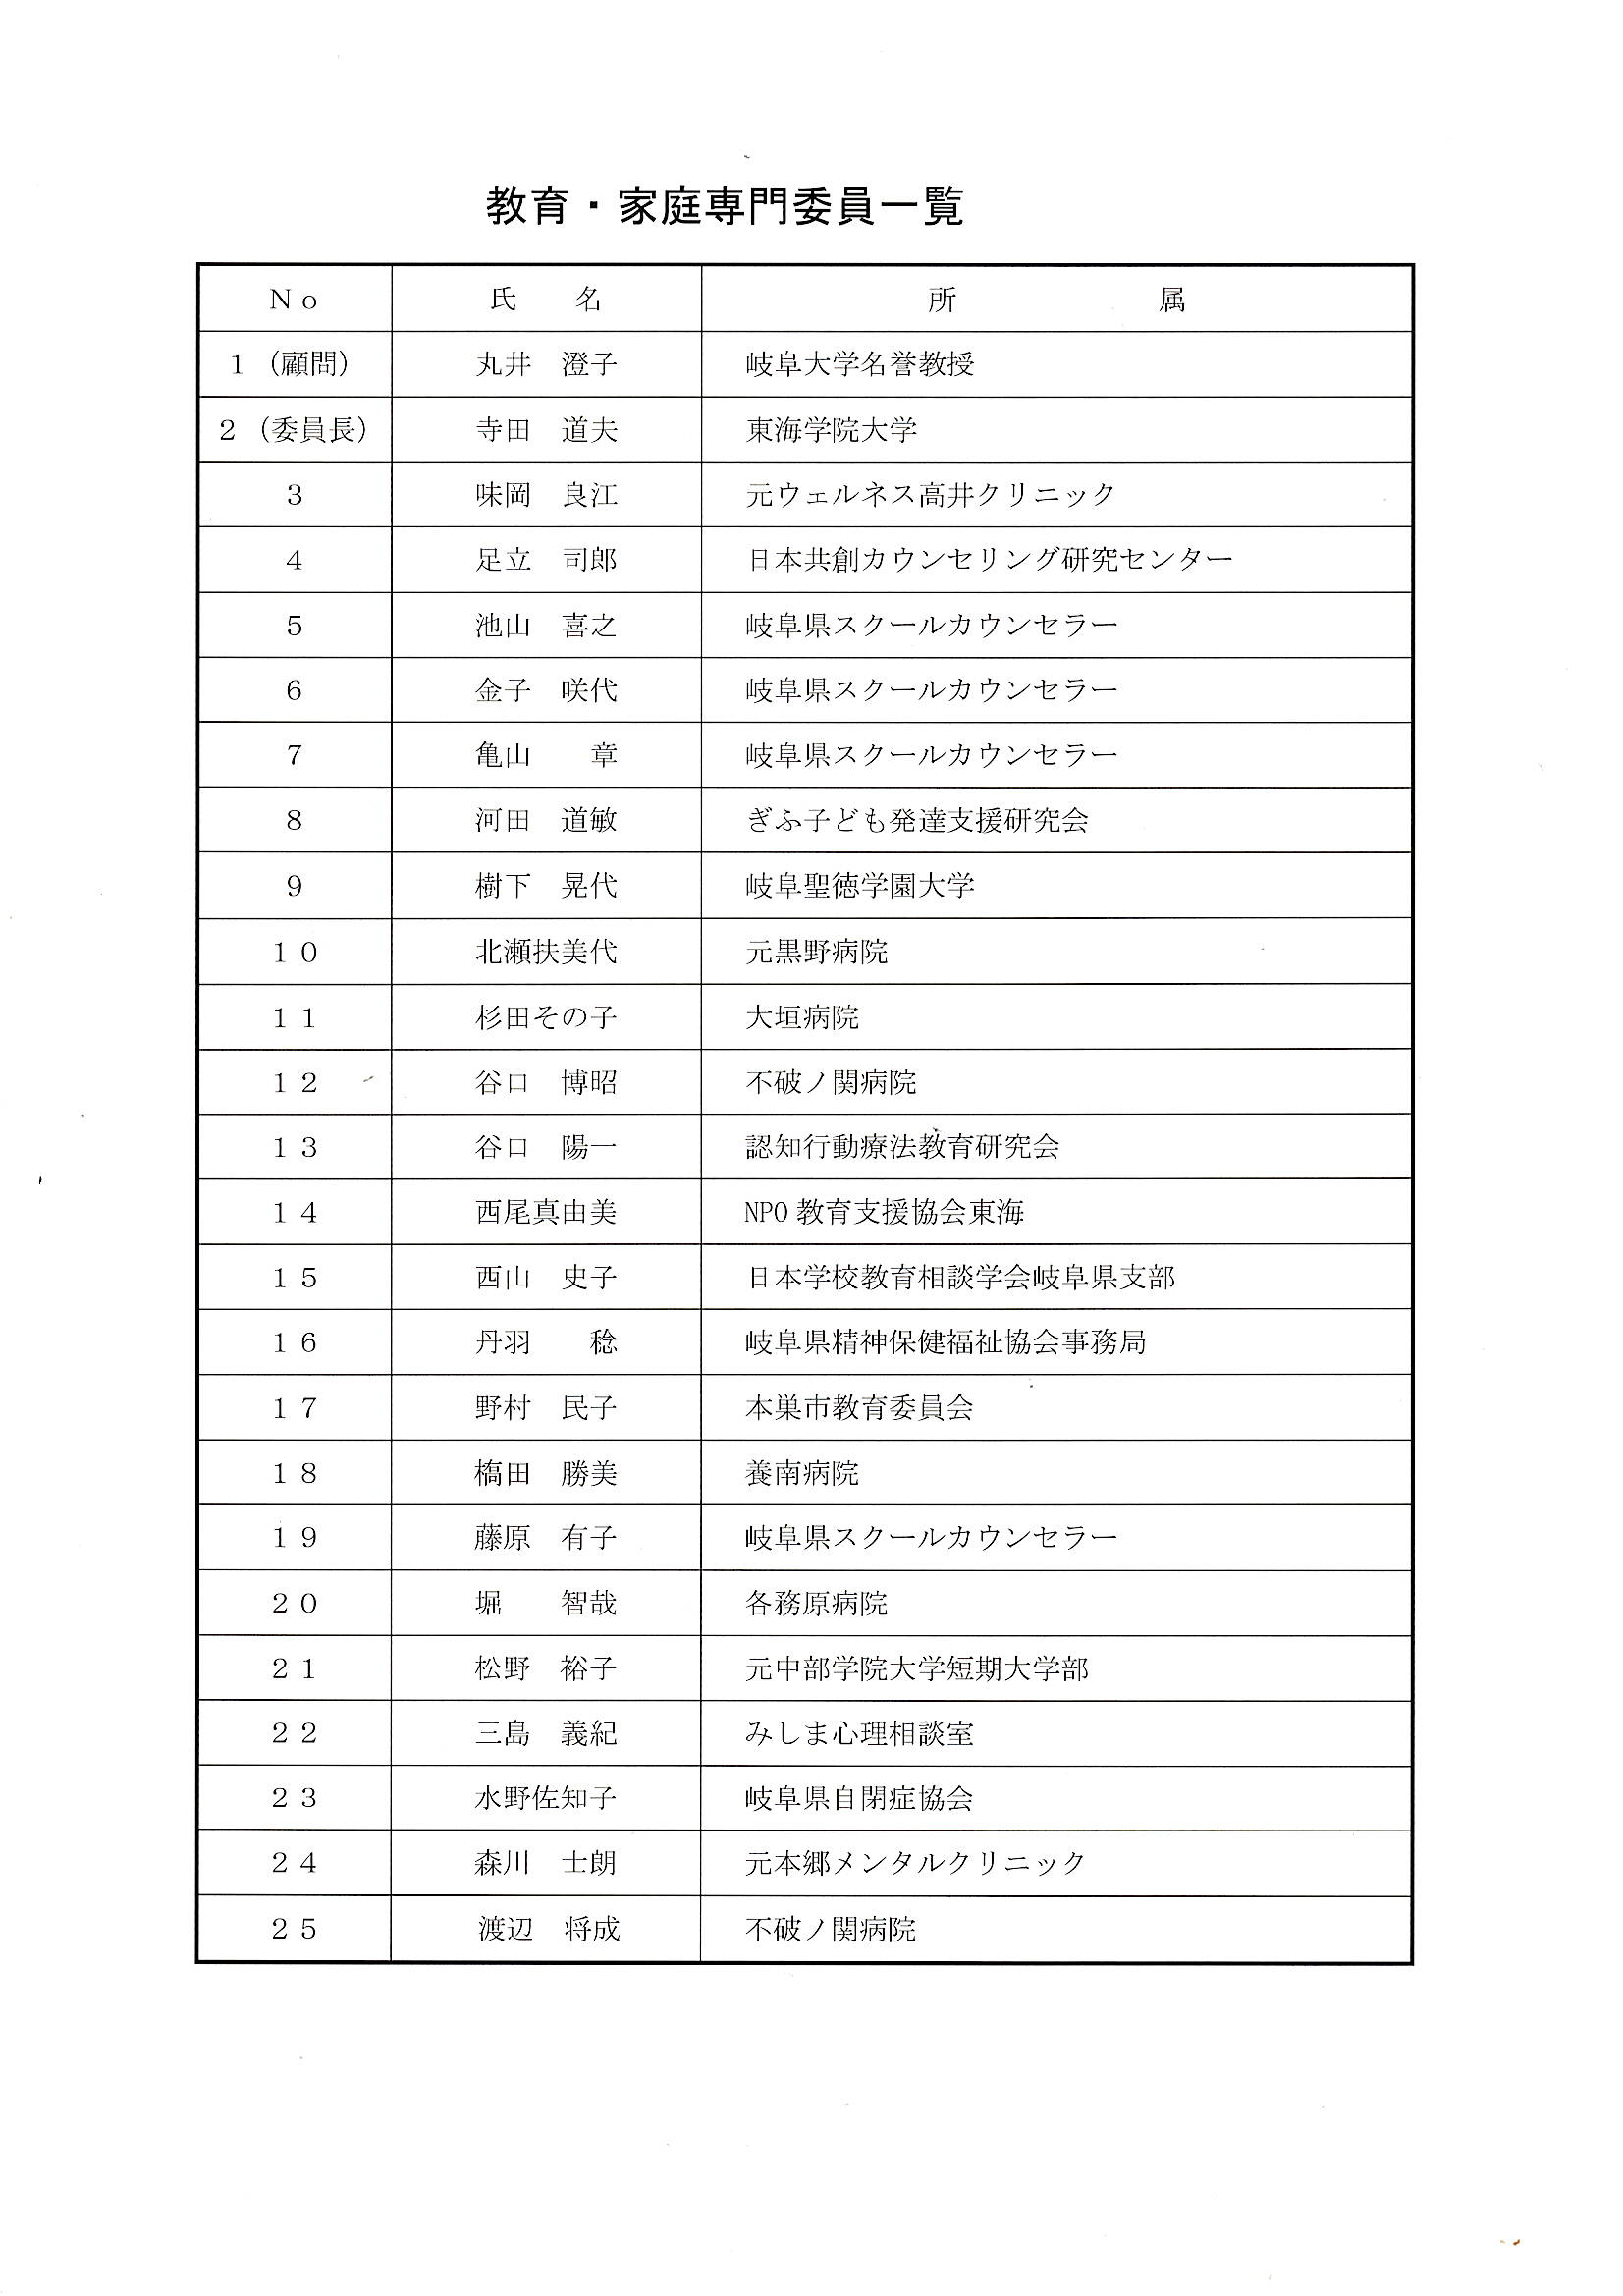 教育・家庭専門委員一覧
No 氏　名 所　属
1（顧問） 丸井　澄子 岐阜大学名誉教授
2（委員長） 寺田　道夫 東海学院大学
3 味岡　良江 元ウェルネス高井クリニック
4 足立　司郎 日本共創カウンセリング研究センター
5 池山　喜之 岐阜県スクールカウンセラー
6 金子　咲代 岐阜県スクールカウンセラー
7 亀山　　章 岐阜県スクールカウンセラー
8 河田　道敏 ぎふ子ども発達支援研究会
9 樹下　晃代 岐阜聖徳学園大学
10 北瀬扶美代 元黒野病院
11 杉田その子 大垣病院
12 谷口　博昭 不破ノ関病院
13 谷口　陽一 認知行動療法教育研究会
14 西尾真由美 NPO教育支援協会東海
15 西山　史子 日本学校教育相談学会岐阜県支部
16 丹羽　　稔 岐阜県精神保健福祉協会事務局
17 野村　民子 本巣市教育委員会
18 槗田　勝美 養南病院
19 藤原　有子 岐阜県スクールカウンセラー
20 堀　　智哉 各務原病院
21 松野　裕子 元中部学院大学短期大学部
22 三島　義紀 みしま心理相談室
23 水野佐知子 岐阜県自閉症協会
24 森川　士朗 元本郷メンタルクリニック
25 渡辺　将成 不破ノ関病院